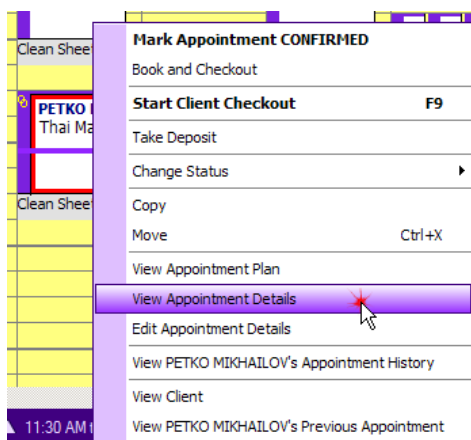 Clean Shee
Mark Appointment CONFIRMED
Book and Checkout
PETKO
Thai Ma
Start Client Checkout F9
Take Deposit
Change Status
Clean Shee
Copy
Move Ctrl+X
View Appointment Plan
View Appointment Details
Edit Appointment Details
View PETKO MIKHAILOV's Appointment History
View Client
11:30 AM
View PETKO MIKHAILOV's Previous Appointment